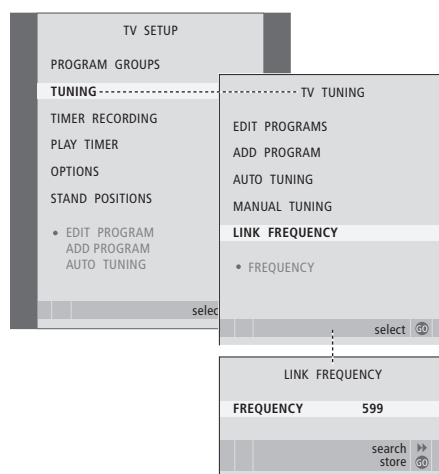 TV SETUP
PROGRAM GROUPS
TUNING
TIMER RECORDING
PLAY TIMER
OPTIONS
STAND POSITIONS
• EDIT PROGRAM
ADD PROGRAM
AUTO TUNING
selec
TV TUNING
EDIT PROGRAMS
ADD PROGRAM
AUTO TUNING
MANUAL TUNING
LINK FREQUENCY
• FREQUENCY
select GO
LINK FREQUENCY
FREQUENCY 599
search
store GO